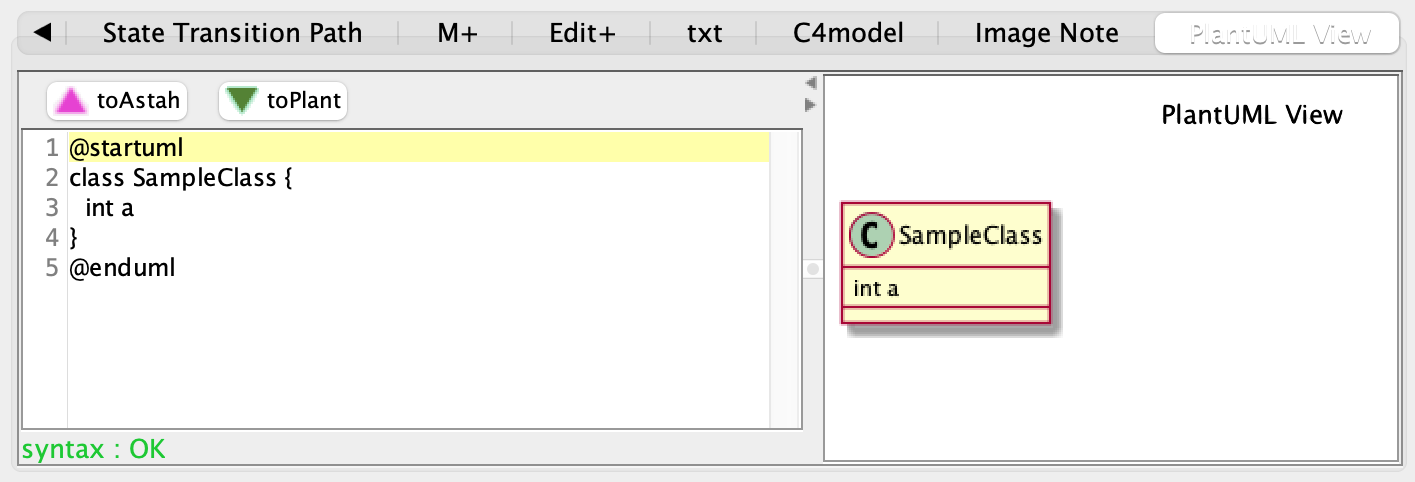 ◀ State Transition Path M+ Edit+ txt C4model Image Note PlantUML View
toAstah toPlant
1 @startuml
2 class SampleClass {
3   int a
4 }
5 @enduml
syntax : OK
PlantUML View
C SampleClass
int a